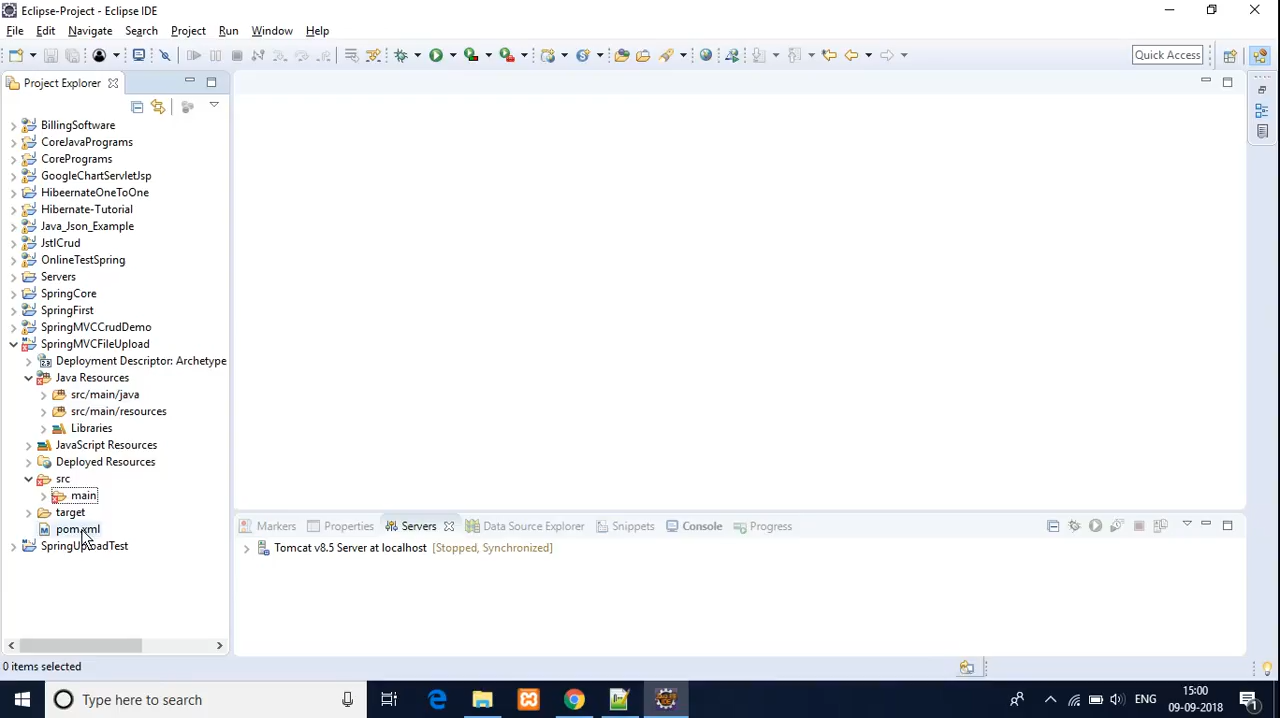 Eclipse-Project - Eclipse IDE
File Edit Navigate Search Project Run Window Help
Quick Access
Project Explorer
BillingSoftware
CoreJavaPrograms
CorePrograms
GoogleChartServletJsp
HibeernateOneToOne
Hibernate-Tutorial
Java_Json_Example
JstlCrud
OnlineTestSpring
Servers
SpringCore
SpringFirst
SpringMVCCrudDemo
SpringMVCFileUpload
Deployment Descriptor: Archetype
Java Resources
src/main/java
src/main/resources
Libraries
JavaScript Resources
Deployed Resources
src
main
target
pom.xml
SpringUploadTest
Markers Properties Servers Data Source Explorer Snippets Console Progress
Tomcat v8.5 Server at localhost [Stopped, Synchronized]
0 items selected
Type here to search
ENG
15:00
09-09-2018
1